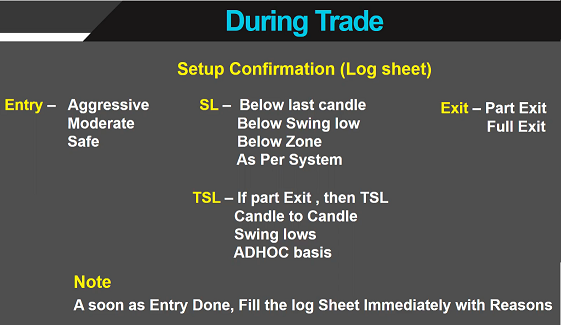 During Trade
Setup Confirmation (Log sheet)
Entry – Aggressive
Moderate
Safe
SL – Below last candle
Below Swing low
Below Zone
As Per System
Exit – Part Exit
Full Exit
TSL – If part Exit , then TSL
Candle to Candle
Swing lows
ADHOC basis
Note
A soon as Entry Done, Fill the log Sheet Immediately with Reasons